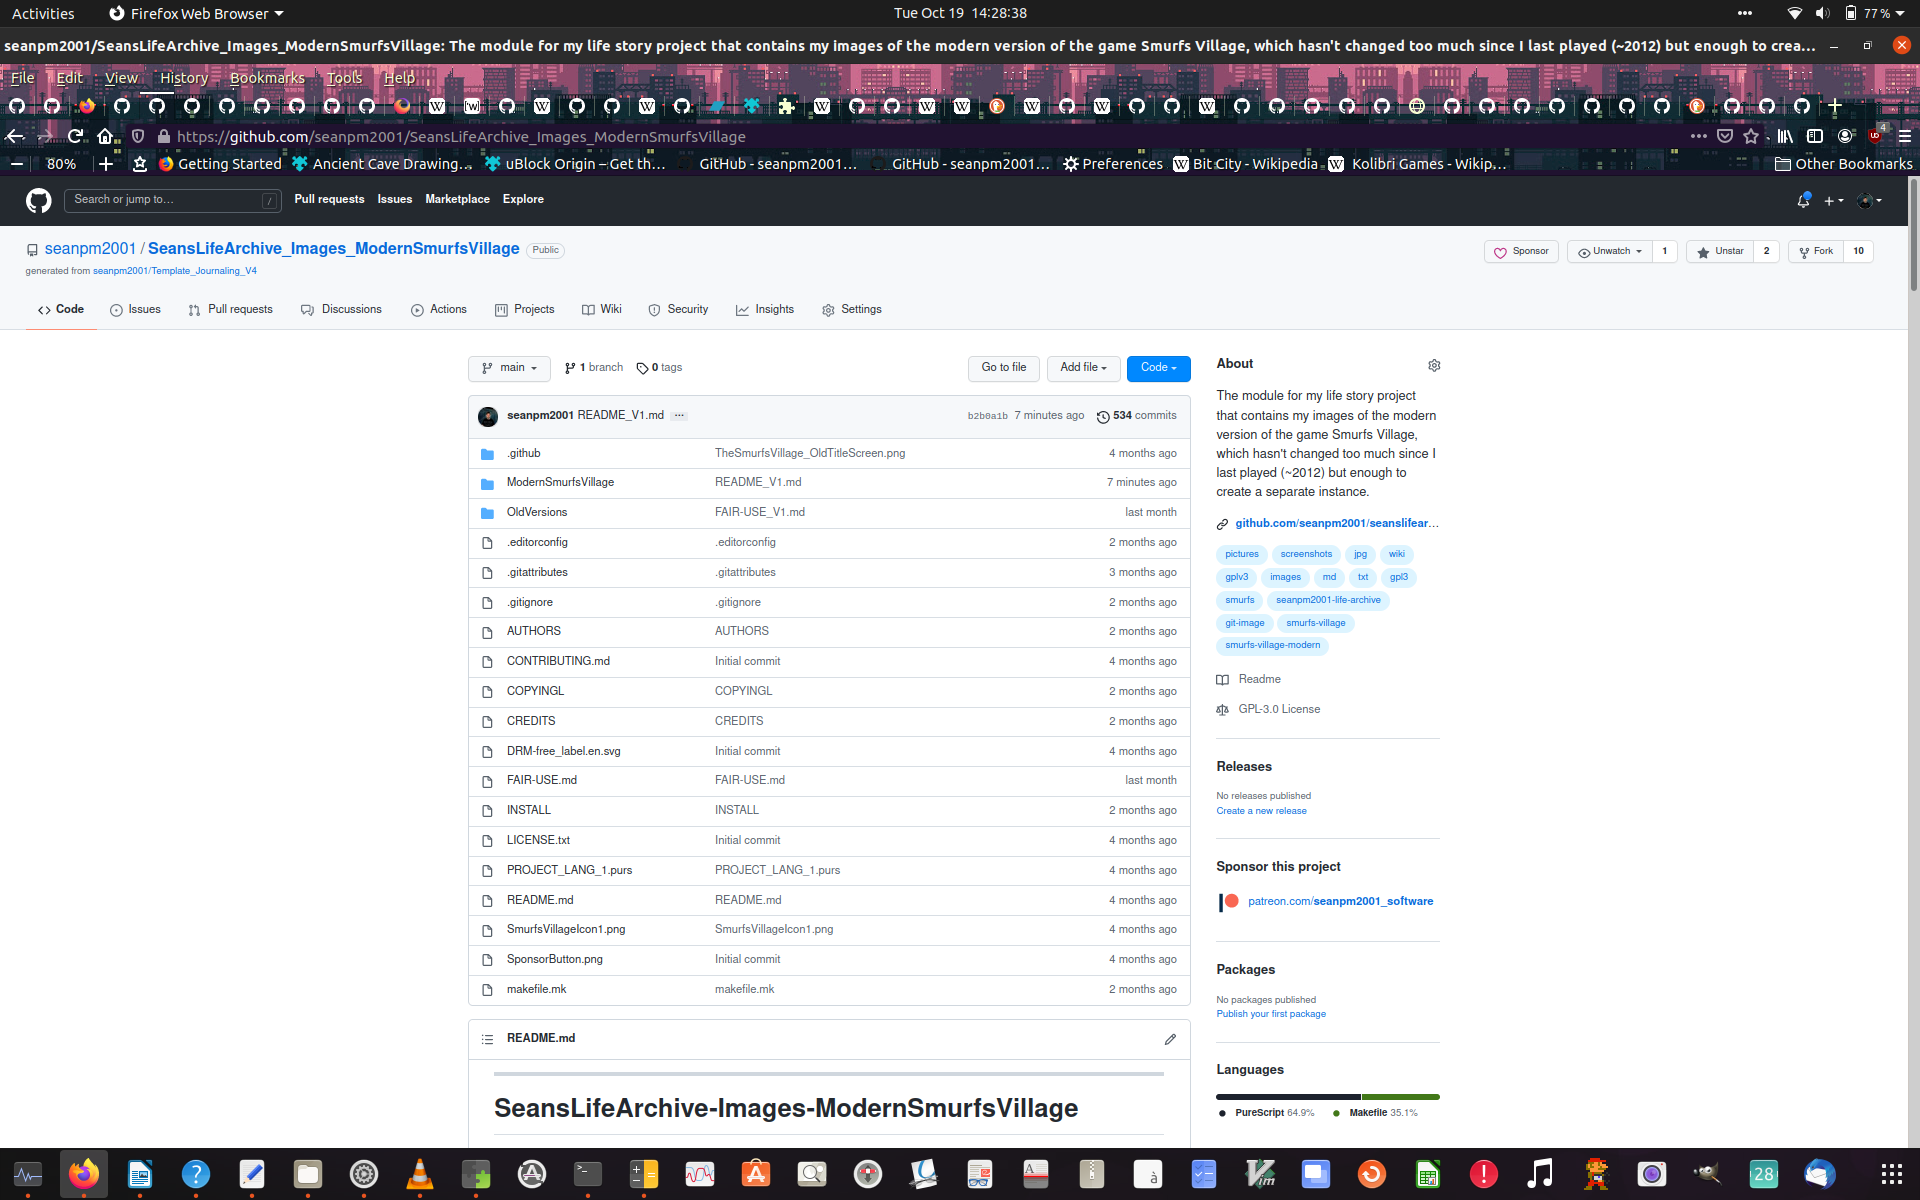 Activities Firefox Web Browser Tue Oct 19 14:28:38 77 %
seanpm2001/SeansLifeArchive_Images_ModernSmurfsVillage: The module for my life story project that contains my images of the modern version of the game Smurfs Village, which hasn't changed too much since I last played (~2012) but enough to crea...
File Edit View History Bookmarks Tools Help
https://github.com/seanpm2001/SeansLifeArchive_Images_ModernSmurfsVillage 4
80% Getting Started Ancient Cave Drawing... uBlock Origin – Get th... GitHub - seanpm2001... GitHub - seanpm2001... Preferences Bit City - Wikipedia Kolibri Games - Wikip... Other Bookmarks
Search or jump to... / Pull requests Issues Marketplace Explore
seanpm2001 / SeansLifeArchive_Images_ModernSmurfsVillage Public Sponsor Unwatch 1 Unstar 2 Fork 10
generated from seanpm2001/Template_Journaling_V4
Code Issues Pull requests Discussions Actions Projects Wiki Security Insights Settings
main 1 branch 0 tags Go to file Add file Code
seanpm2001 README_V1.md ... b2b0a1b 7 minutes ago 534 commits
.github TheSmurfsVillage_OldTitleScreen.png 4 months ago
ModernSmurfsVillage README_V1.md 7 minutes ago
OldVersions FAIR-USE_V1.md last month
.editorconfig .editorconfig 2 months ago
.gitattributes .gitattributes 3 months ago
.gitignore .gitignore 2 months ago
AUTHORS AUTHORS 2 months ago
CONTRIBUTING.md Initial commit 4 months ago
COPYINGL COPYINGL 2 months ago
CREDITS CREDITS 2 months ago
DRM-free_label.en.svg Initial commit 4 months ago
FAIR-USE.md FAIR-USE.md last month
INSTALL INSTALL 2 months ago
LICENSE.txt Initial commit 4 months ago
PROJECT_LANG_1.purs PROJECT_LANG_1.purs 4 months ago
README.md README.md 4 months ago
SmurfsVillageIcon1.png SmurfsVillageIcon1.png 4 months ago
SponsorButton.png Initial commit 4 months ago
makefile.mk makefile.mk 2 months ago
README.md
SeansLifeArchive-Images-ModernSmurfsVillage
About
The module for my life story project
that contains my images of the modern
version of the game Smurfs Village,
which hasn't changed too much since I
last played (~2012) but enough to
create a separate instance.
github.com/seanpm2001/seanslifear...
pictures screenshots jpg wiki
gplv3 images md txt gpl3
smurfs seanpm2001-life-archive
git-image smurfs-village
smurfs-village-modern
Readme
GPL-3.0 License
Releases
No releases published
Create a new release
Sponsor this project
patreon.com/seanpm2001_software
Packages
No packages published
Publish your first package
Languages
PureScript 64.9% Makefile 35.1%
28